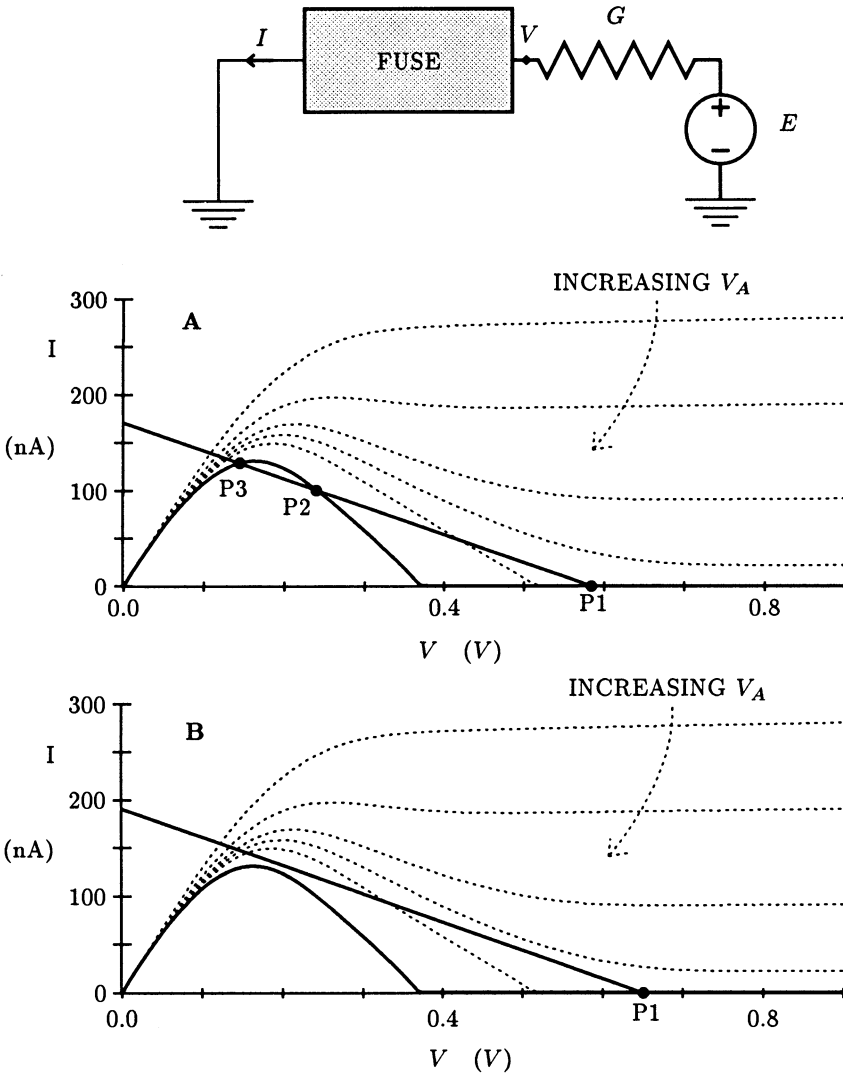 G
I
V
FUSE
+
−
E
INCREASING V_A
300
A
I
200
(nA)
100
P3
P2
0
0.0
0.4
P1
0.8
V (V)
INCREASING V_A
300
B
I
200
(nA)
100
0
0.0
0.4
P1
0.8
V (V)